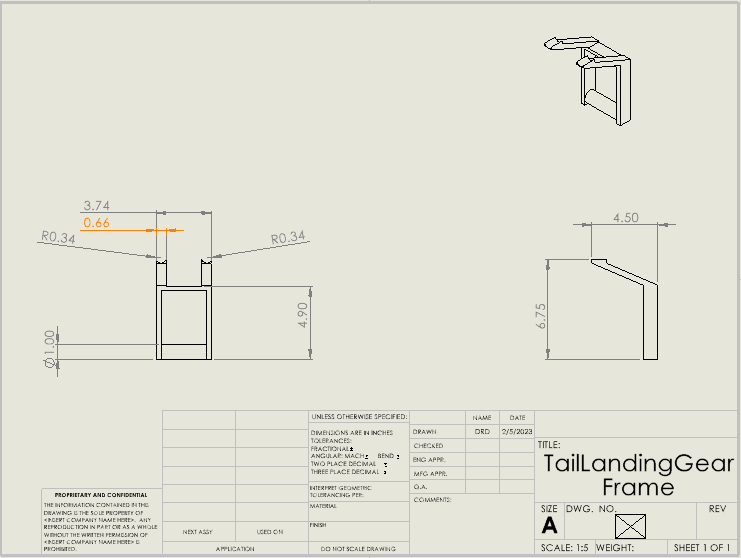 3.74
0.66
R0.34
R0.34
4.90
⌀1.00
4.50
6.75
UNLESS OTHERWISE SPECIFIED:
NAME
DATE
DIMENSIONS ARE IN INCHES
TOLERANCES:
FRACTIONAL±
ANGULAR: MACH± BEND ±
TWO PLACE DECIMAL ±
THREE PLACE DECIMAL ±
DRAWN
DRD
2/5/2023
CHECKED
ENG APPR.
MFG APPR.
Q.A.
COMMENTS:
INTERPRET GEOMETRIC
TOLERANCING PER:
MATERIAL
FINISH
NEXT ASSY
USED ON
APPLICATION
DO NOT SCALE DRAWING
PROPRIETARY AND CONFIDENTIAL
THE INFORMATION CONTAINED IN THIS
DRAWING IS THE SOLE PROPERTY OF
<INSERT COMPANY NAME HERE>. ANY
REPRODUCTION IN PART OR AS A WHOLE
WITHOUT THE WRITTEN PERMISSION OF
<INSERT COMPANY NAME HERE> IS
PROHIBITED.
TITLE:
TailLandingGear
Frame
SIZE
DWG. NO.
REV
A
SCALE: 1:5
WEIGHT:
SHEET 1 OF 1